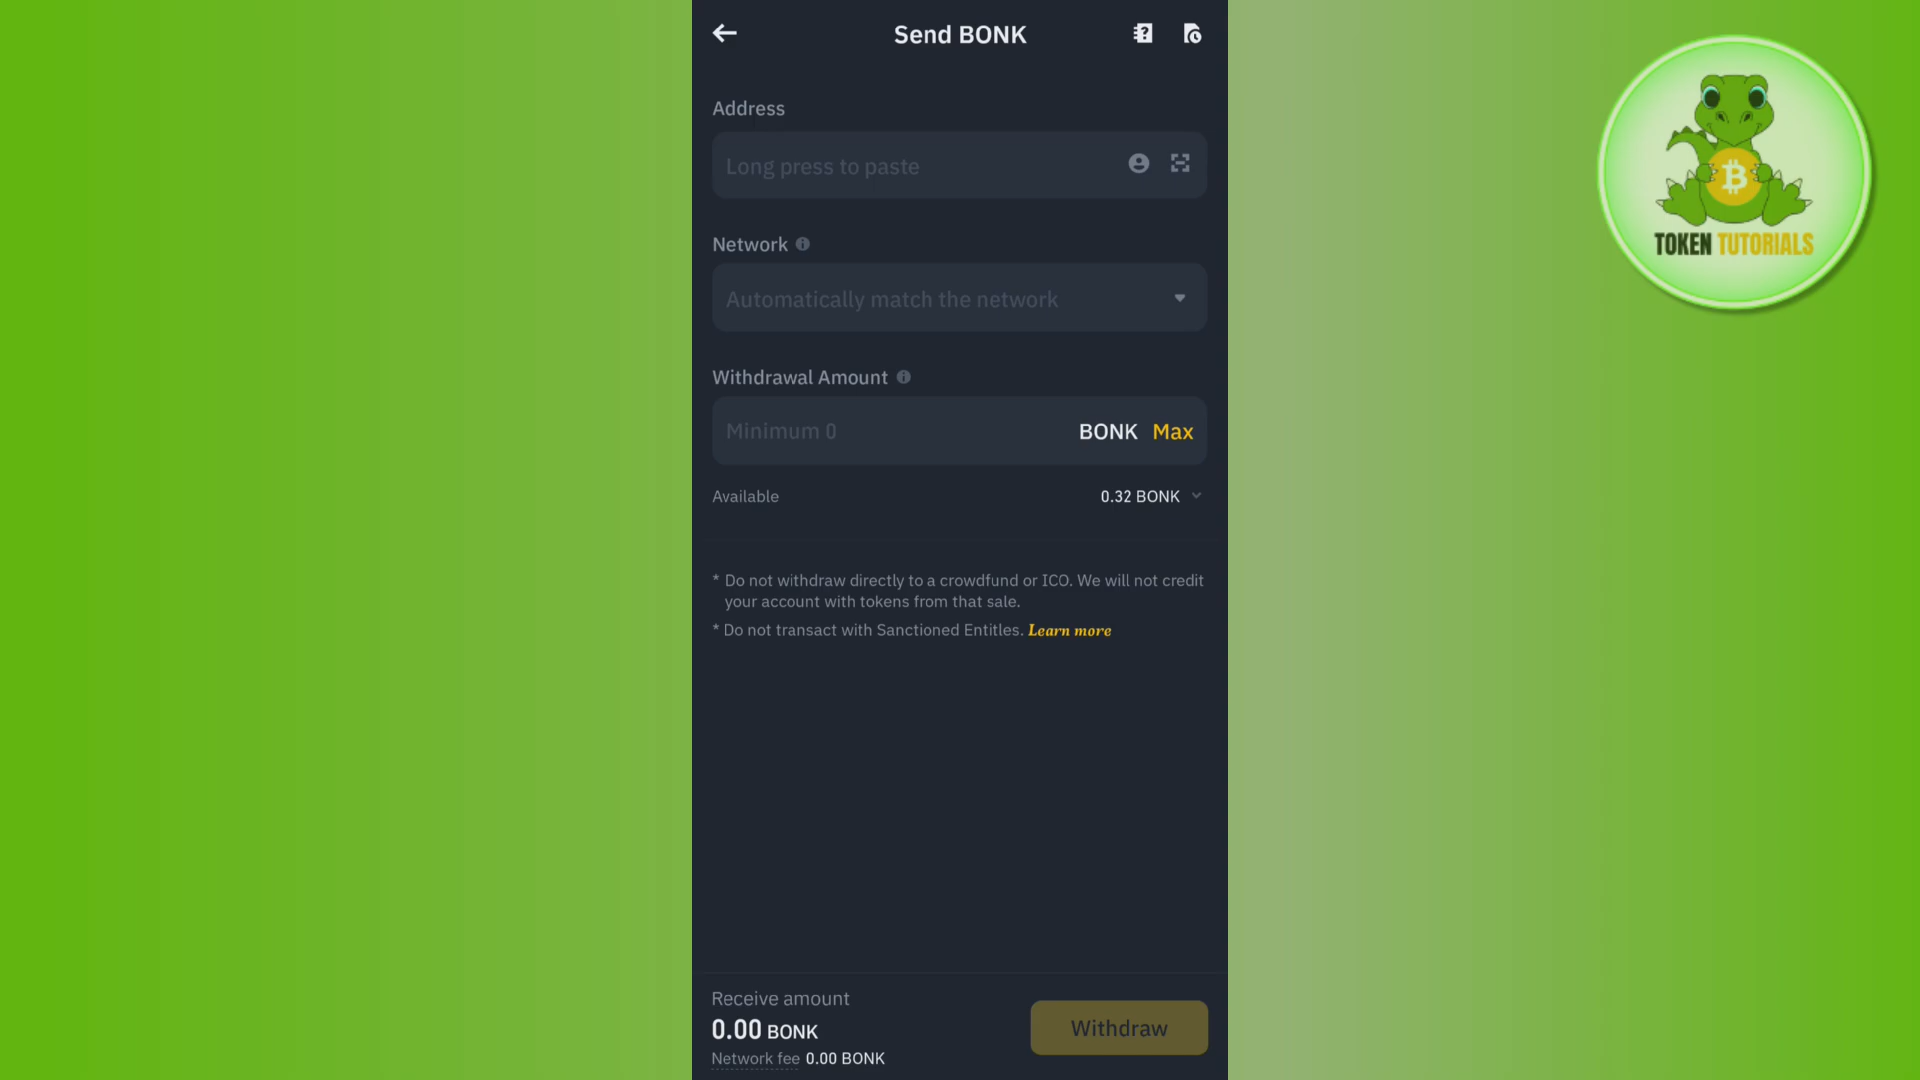 Send BONK
Address
Long press to paste
Network
Automatically match the network
Withdrawal Amount
Minimum 0
BONK Max
Available
0.32 BONK
* Do not withdraw directly to a crowdfund or ICO. We will not credit
your account with tokens from that sale.
* Do not transact with Sanctioned Entitles. Learn more
Receive amount
0.00 BONK
Network fee 0.00 BONK
Withdraw
TOKEN TUTORIALS